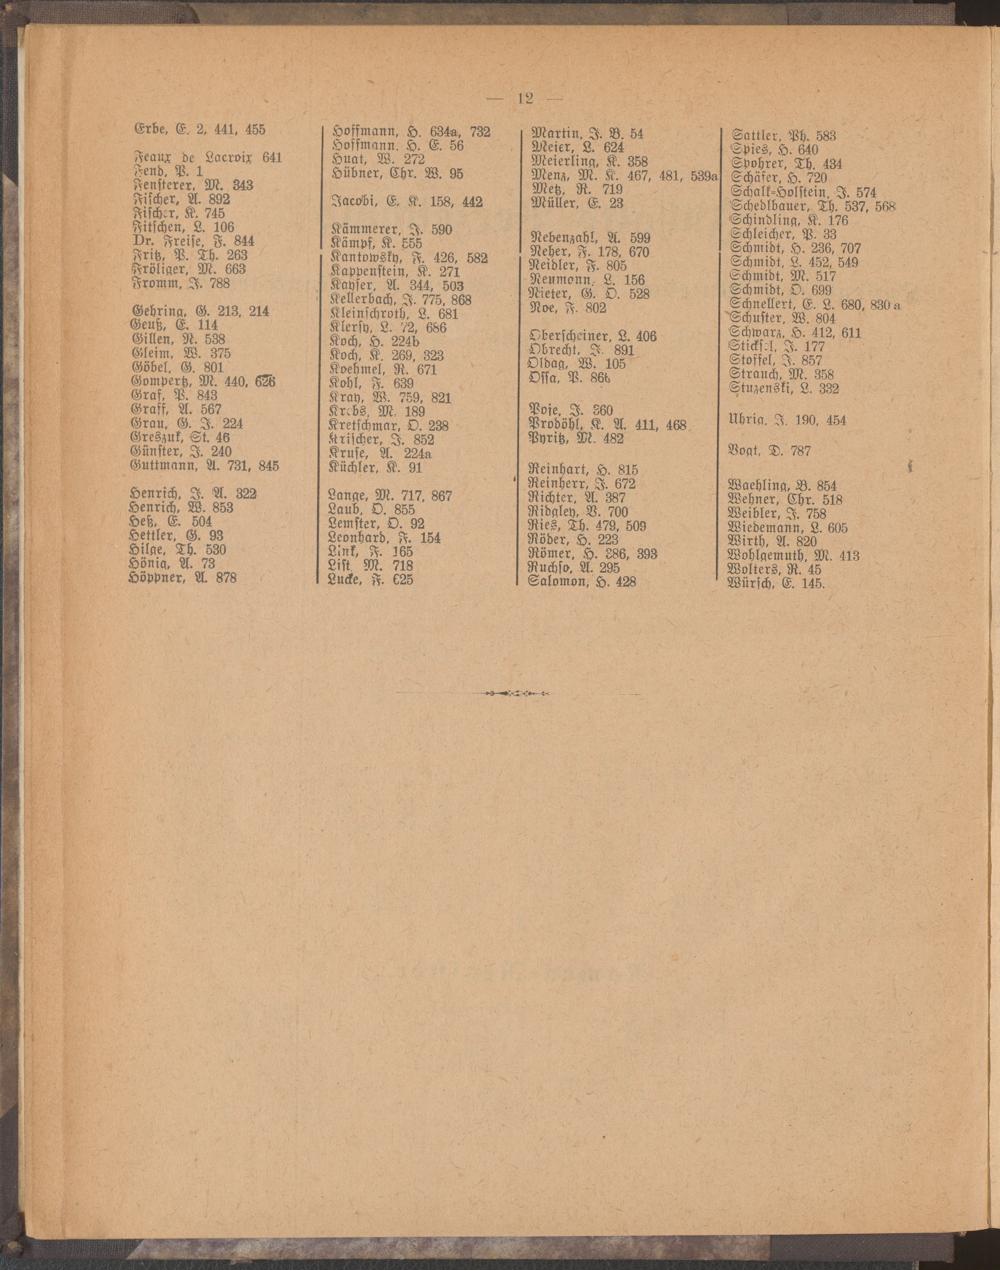 — 12 —
Erbe, E. 2, 441, 455
Feaux de Lacroix 641
Fend, P. 1
Fensterer, M. 343
Fischer, A. 892
Fischer, K. 745
Fitschen, L. 106
Dr. Freise, F. 844
Fritz, P. Th. 263
Fröliger, M. 663
Fromm, J. 788
Gehring, G. 213, 214
Geuß, E. 114
Gillen, N. 538
Gleim, W. 375
Göbel, G. 801
Gompertz, M. 440, 626
Graf, P. 843
Graff, A. 567
Grau, G. J. 224
Greszuk, St. 46
Günster, J. 240
Guttmann, A. 731, 845
Henrich, J. A. 322
Henrich, W. 853
Heß, E. 504
Hettler, G. 93
Hilge, Th. 530
Hönig, A. 73
Höppner, A. 878
Hoffmann, H. 634a, 732
Hoffmann, H. E. 56
Huat, W. 272
Hübner, Chr. W. 95
Jacobi, E. K. 158, 442
Kämmerer, J. 590
Kämpf, K. 555
Kantowsky, F. 426, 582
Kappenstein, K. 271
Kayser, A. 344, 503
Kellerbach, J. 775, 868
Kleinschroth, L. 681
Klersy, L. 72, 686
Koch, H. 224b
Koch, K. 269, 323
Koehmel, R. 671
Kohl, F. 639
Kray, W. 759, 821
Krebs, M. 189
Kretschmar, O. 238
Krischer, J. 852
Kruse, A. 224a
Küchler, K. 91
Lange, M. 717, 867
Laub, O. 855
Lemster, O. 92
Leonhard, F. 154
Link, F. 165
List M. 718
Lucke, F. 625
Martin, J. B. 54
Meier, L. 624
Meierling, K. 358
Menz, M. K. 467, 481, 539a
Metz, R. 719
Müller, E. 23
Nebenzahl, A. 599
Neher, F. 178, 670
Neidler, F. 805
Neumann, L. 156
Nieter, G. O. 528
Noe, F. 802
Oberscheiner, L. 406
Obrecht, J. 891
Oldag, W. 105
Ossa, P. 86b
Poje, J. 360
Pröböhl, K. A. 411, 468
Pyritz, M. 482
Reinhart, H. 815
Reinherr, J. 672
Richter, A. 387
Ridgley, B. 700
Ries, Th. 479, 509
Röder, H. 223
Römer, H. 386, 393
Ruchso, A. 295
Salomon, H. 428
Sattler, Ph. 583
Spies, H. 640
Spohrer, Th. 434
Schäfer, H. 720
Schalk-Holstein, J. 574
Schedlbauer, Th. 537, 568
Schindling, K. 176
Schleicher, P. 33
Schmidt, H. 236, 707
Schmidt, L. 452, 549
Schmidt, M. 517
Schmidt, O. 699
Schnellert, E. L. 680, 830a
Schuster, W. 804
Schwarz, H. 412, 611
Stickel, J. 177
Stoffel, J. 857
Strauch, M. 358
Stuzenski, L. 332
Uhrig, J. 190, 454
Vogt, D. 787
Waehling, B. 854
Wehner, Chr. 518
Weibler, J. 758
Wiedemann, L. 605
Wirth, A. 820
Wohlgemuth, M. 413
Wolters, R. 45
Würsch, E. 145.